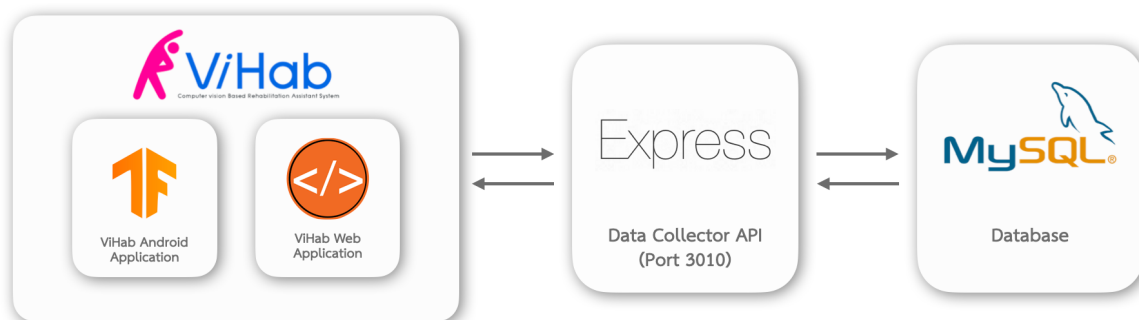 ViHab
Computer vision Based Rehabilitation Assistant System
ViHab Android
Application
</>
ViHab Web
Application
Express
Data Collector API
(Port 3010)
MySQL®
Database